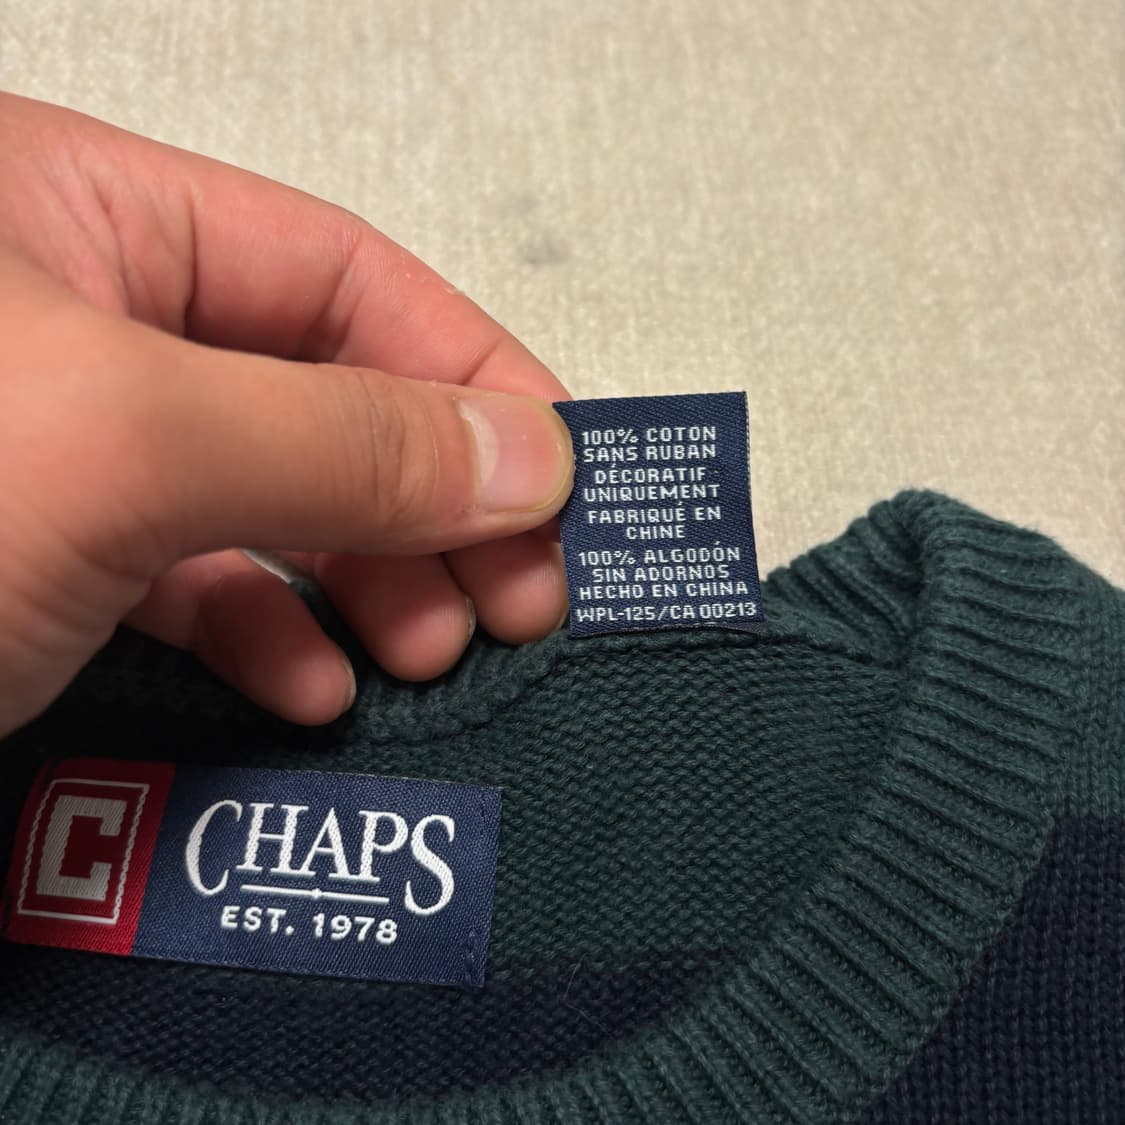 100% COTON
SANS RUBAN
DÉCORATIF
UNIQUEMENT
FABRIQUÉ EN
CHINE
100% ALGODÓN
SIN ADORNOS
HECHO EN CHINA
WPL-125/CA 00213
C
CHAPS
EST. 1978